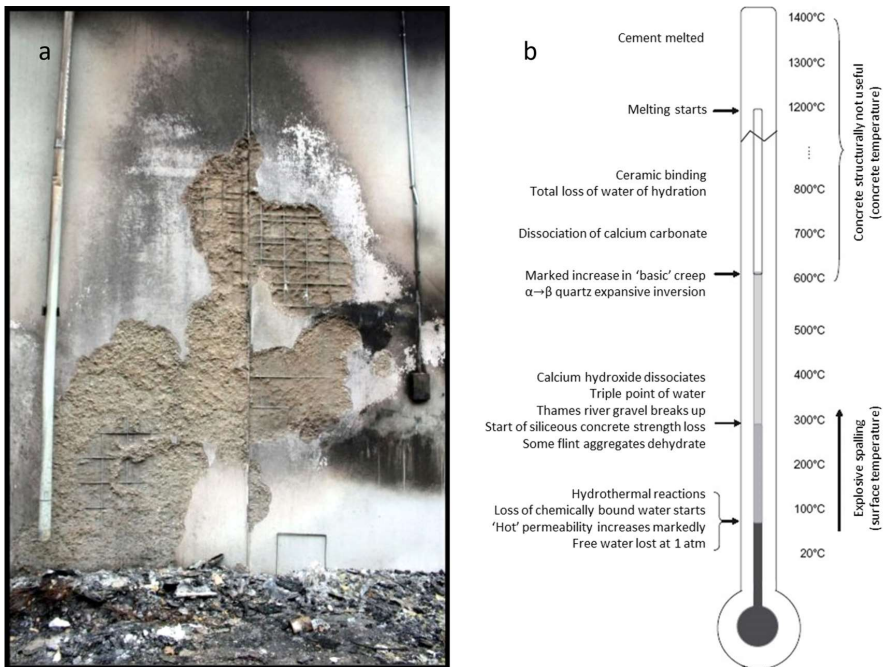 a
b
Cement melted
Melting starts
Ceramic binding
Total loss of water of hydration
Dissociation of calcium carbonate
Marked increase in ‘basic’ creep
α→β quartz expansive inversion
Calcium hydroxide dissociates
Triple point of water
Thames river gravel breaks up
Start of siliceous concrete strength loss
Some flint aggregates dehydrate
Hydrothermal reactions
Loss of chemically bound water starts
‘Hot’ permeability increases markedly
Free water lost at 1 atm
1400°C
1300°C
1200°C
⋮
800°C
700°C
600°C
500°C
400°C
300°C
200°C
100°C
20°C
Concrete structurally not useful
(concrete temperature)
Explosive spalling
(surface temperature)